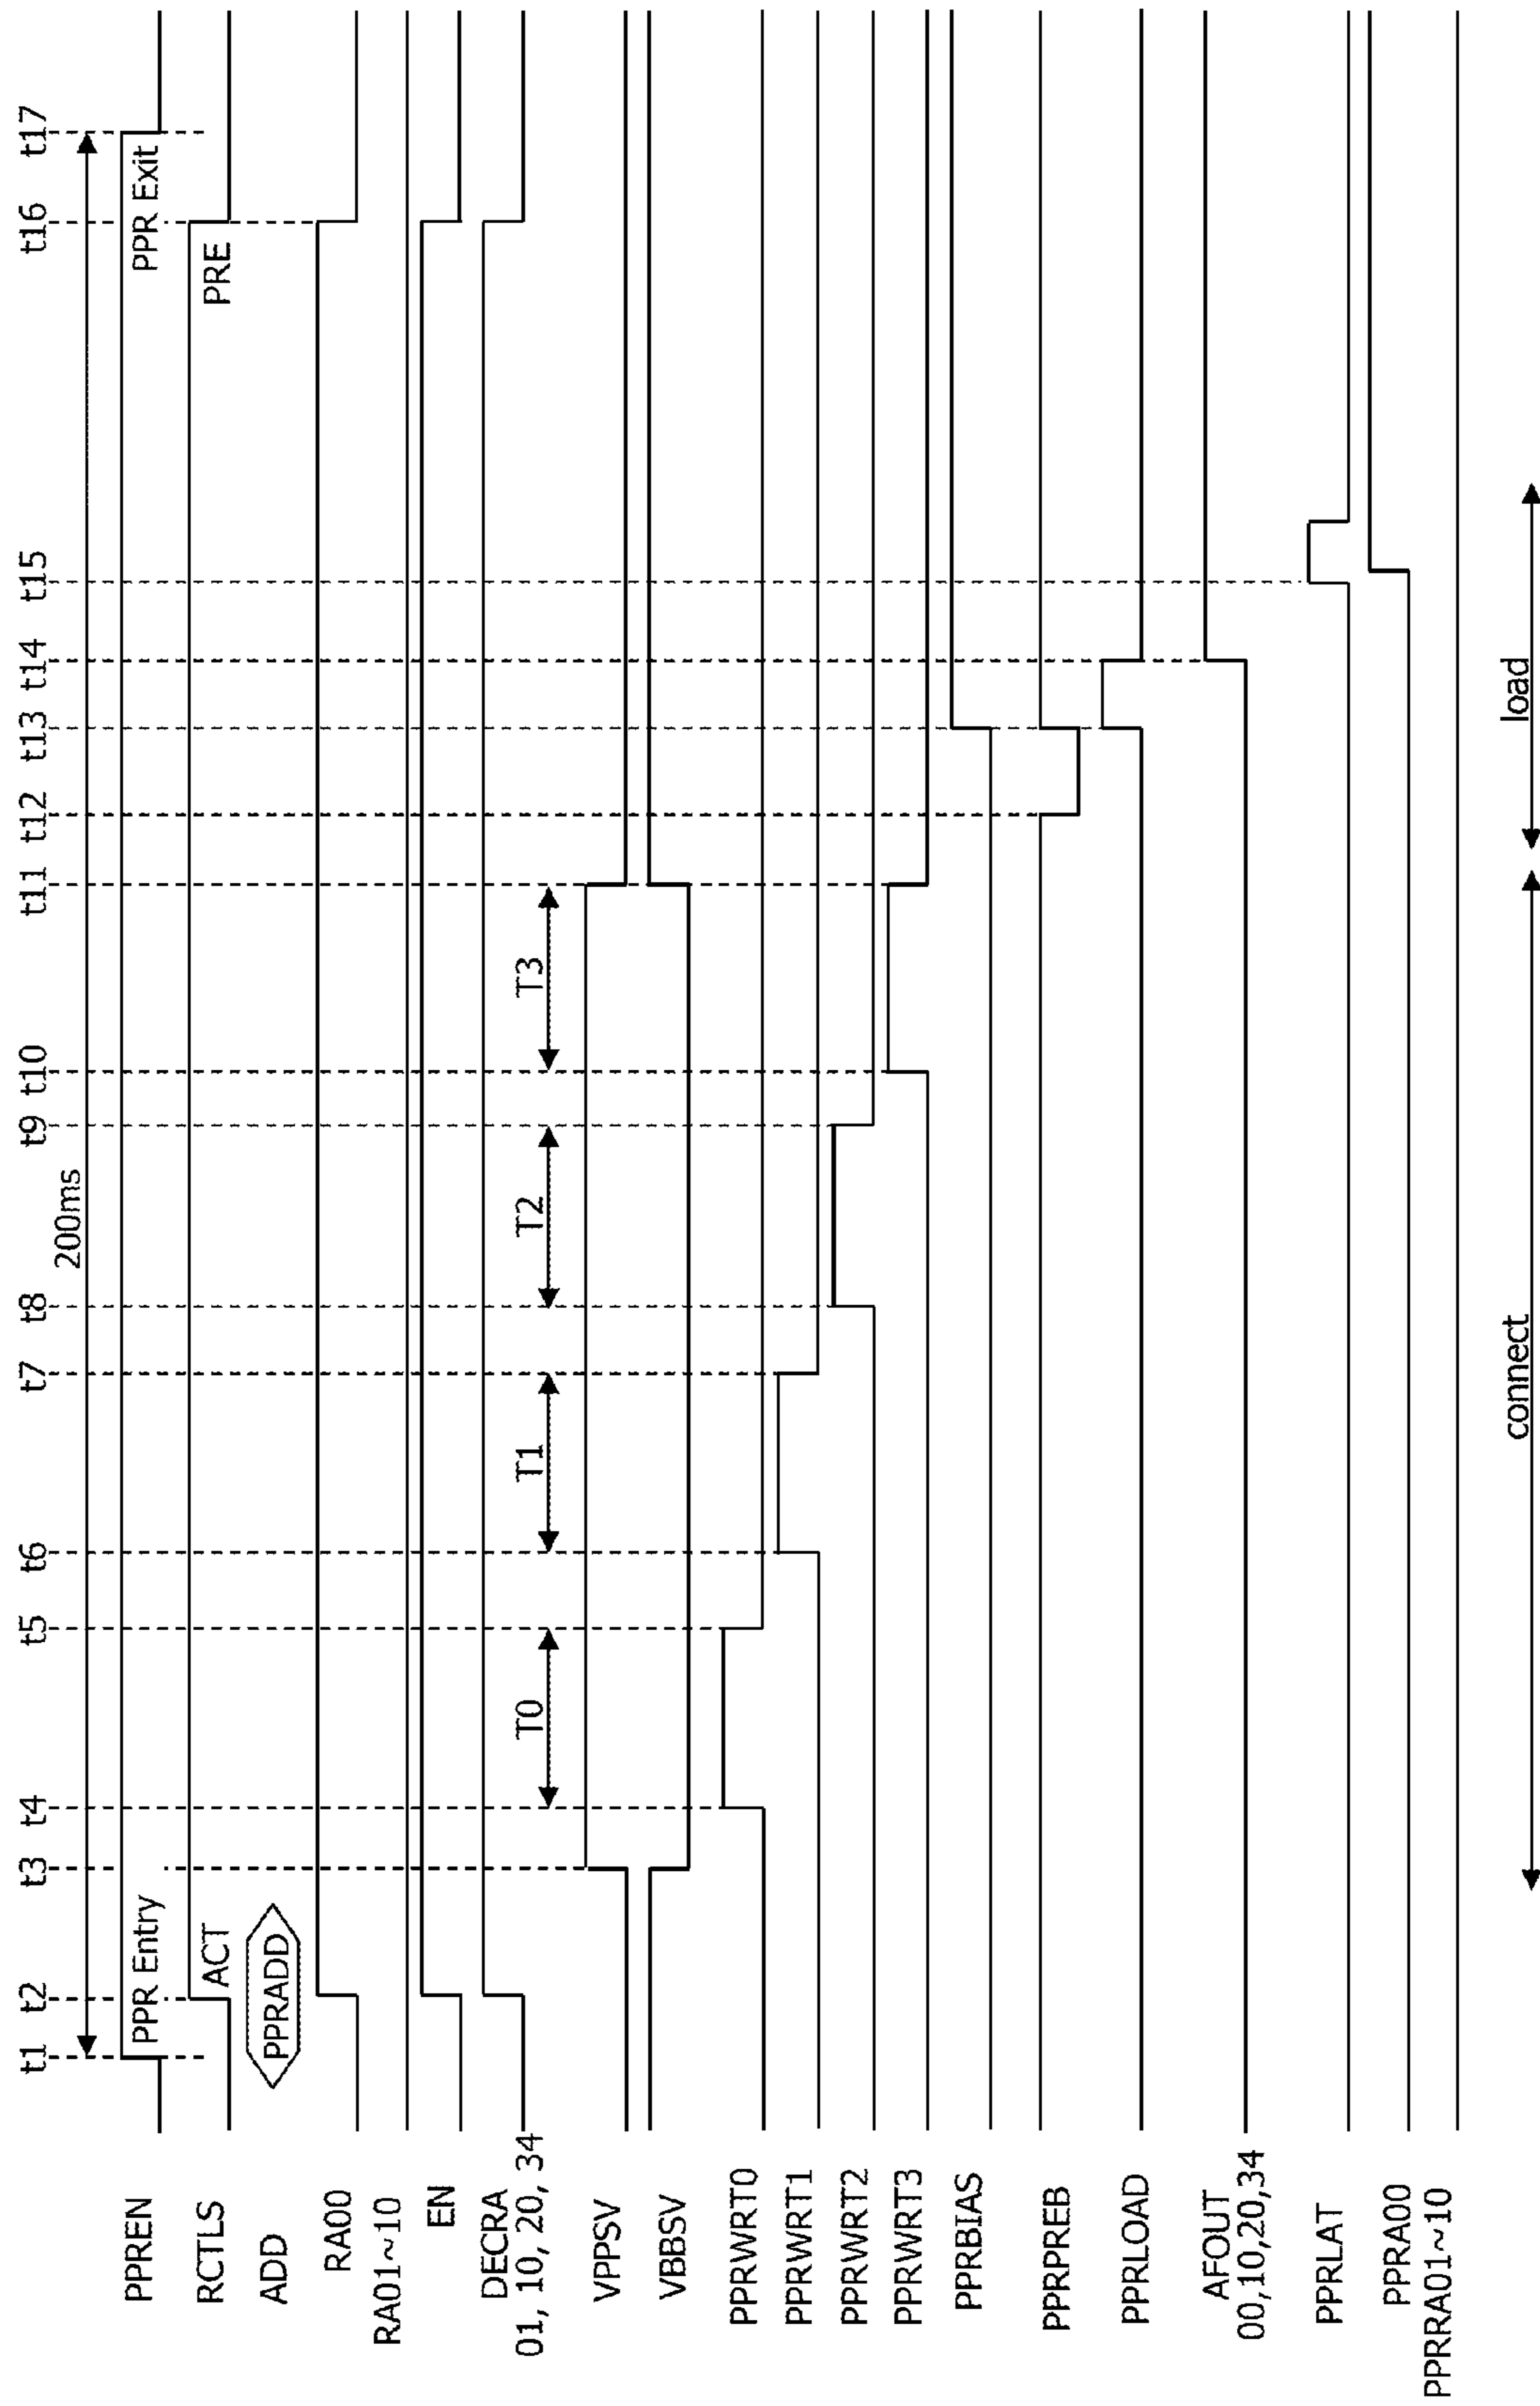 t1 t2 t3 t4 t5 t6 t7 t8 t9 t10 t11 t12 t13 t14 t15 t16 t17
200ms
PPREN PPR Entry PPR Exit
RCTLS ACT PRE
ADD PPRADD
RA00
RA01~10
EN
DECRA
01, 10, 20, 34 T0 T1 T2 T3
VPPSV
VBBSV
PPRWRT0
PPRWRT1
PPRWRT2
PPRWRT3
PPRBIAS
PPRPREB
PPRLOAD
AFOUT
00,10,20,34
PPRLAT
PPRA00
PPRRA01~10
connect load